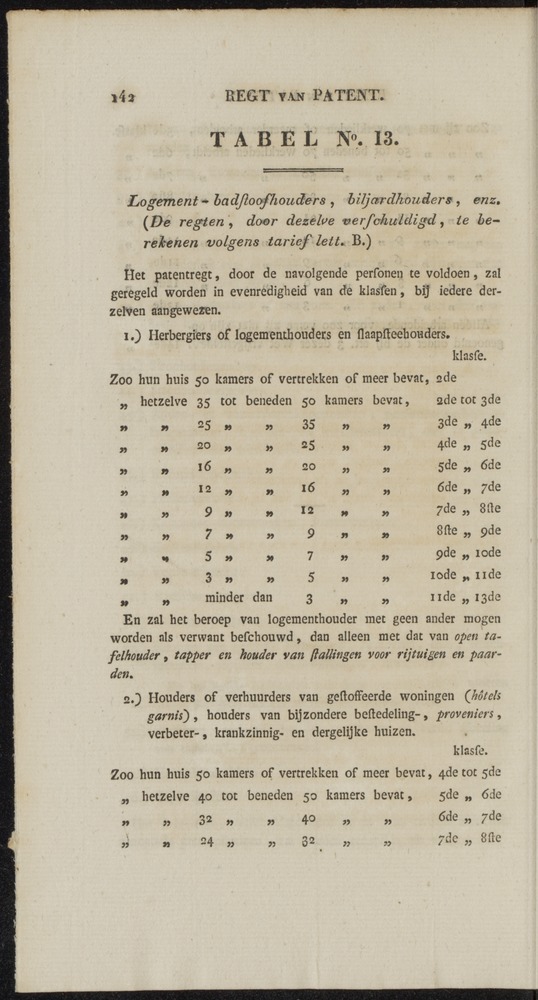 142 REGT VAN PATENT.
TABEL Nº. 13.
Logement- badſtoofhouders, biljardhouders, enz.
(De regten, door dezelve verſchuldigd, te be-
rekenen volgens tarief lett. B.)
Het patentregt, door de navolgende perſonen te voldoen, zal
geregeld worden in evenredigheid van de klasſen, bij iedere der-
zelven aangewezen.
1.) Herbergiers of logementhouders en ſlaapſteehouders.
klasſe.
Zoo hun huis 50 kamers of vertrekken of meer bevat, 2de
„ hetzelve 35 tot beneden 50 kamers bevat, 2de tot 3de
„ „ 25 „ „ 35 „ „ 3de „ 4de
„ „ 20 „ „ 25 „ „ 4de „ 5de
„ „ 16 „ „ 20 „ „ 5de „ 6de
„ „ 12 „ „ 16 „ „ 6de „ 7de
„ „ 9 „ „ 12 „ „ 7de „ 8ſte
„ „ 7 „ „ 9 „ „ 8ſte „ 9de
„ „ 5 „ „ 7 „ „ 9de „ 10de
„ „ 3 „ „ 5 „ „ 10de „ 11de
„ „ minder dan 3 „ „ 11de „ 13de
En zal het beroep van logementhouder met geen ander mogen
worden als verwant beſchouwd, dan alleen met dat van open ta-
felhouder, tapper en houder van ſtallingen voor rijtuigen en paar-
den.
2.) Houders of verhuurders van geſtoffeerde woningen (hôtels
garnis), houders van bijzondere beſtedeling-, proveniers,
verbeter-, krankzinnig- en dergelijke huizen.
klasſe.
Zoo hun huis 50 kamers of vertrekken of meer bevat, 4de tot 5de
„ hetzelve 40 tot beneden 50 kamers bevat, 5de „ 6de
„ „ 32 „ „ 40 „ „ 6de „ 7de
„ „ 24 „ „ 32 „ „ 7de „ 8ſte